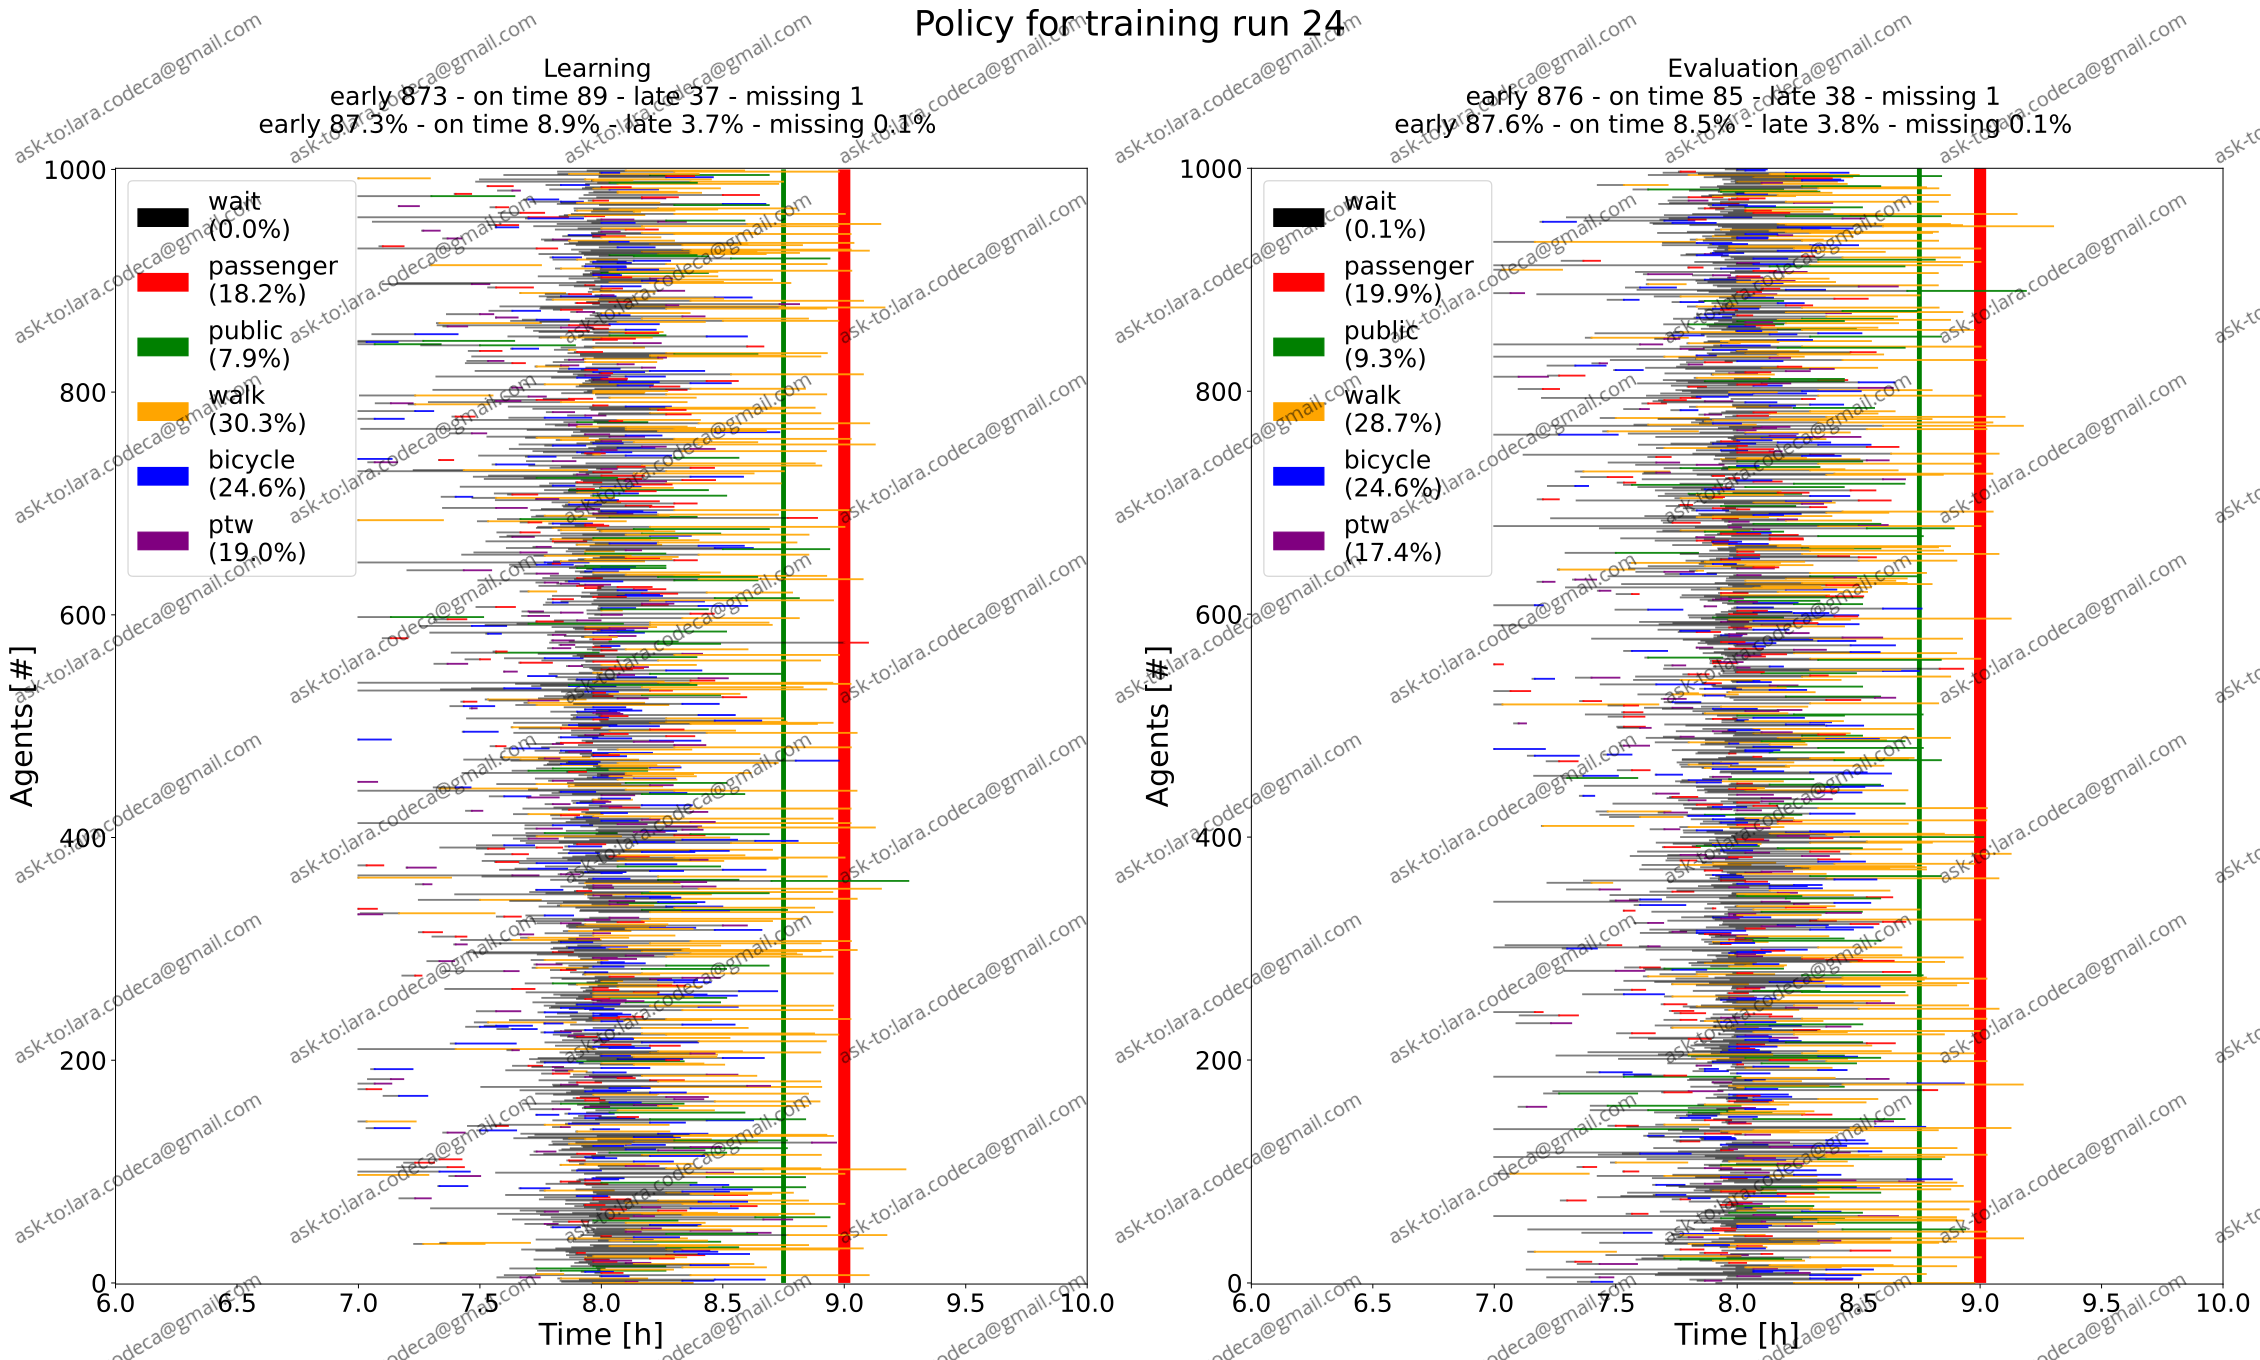 Policy for training run 24
Learning
early 873 - on time 89 - late 37 - missing 1
early 87.3% - on time 8.9% - late 3.7% - missing 0.1%
Agents [#]
1000
800
600
400
200
0
wait
(0.0%)
passenger
(18.2%)
public
(7.9%)
walk
(30.3%)
bicycle
(24.6%)
ptw
(19.0%)
6.0 6.5 7.0 7.5 8.0 8.5 9.0 9.5 10.0
Time [h]
Evaluation
early 876 - on time 85 - late 38 - missing 1
early 87.6% - on time 8.5% - late 3.8% - missing 0.1%
Agents [#]
1000
800
600
400
200
0
wait
(0.1%)
passenger
(19.9%)
public
(9.3%)
walk
(28.7%)
bicycle
(24.6%)
ptw
(17.4%)
6.0 6.5 7.0 7.5 8.0 8.5 9.0 9.5 10.0
Time [h]
ask-to:lara.codeca@gmail.com